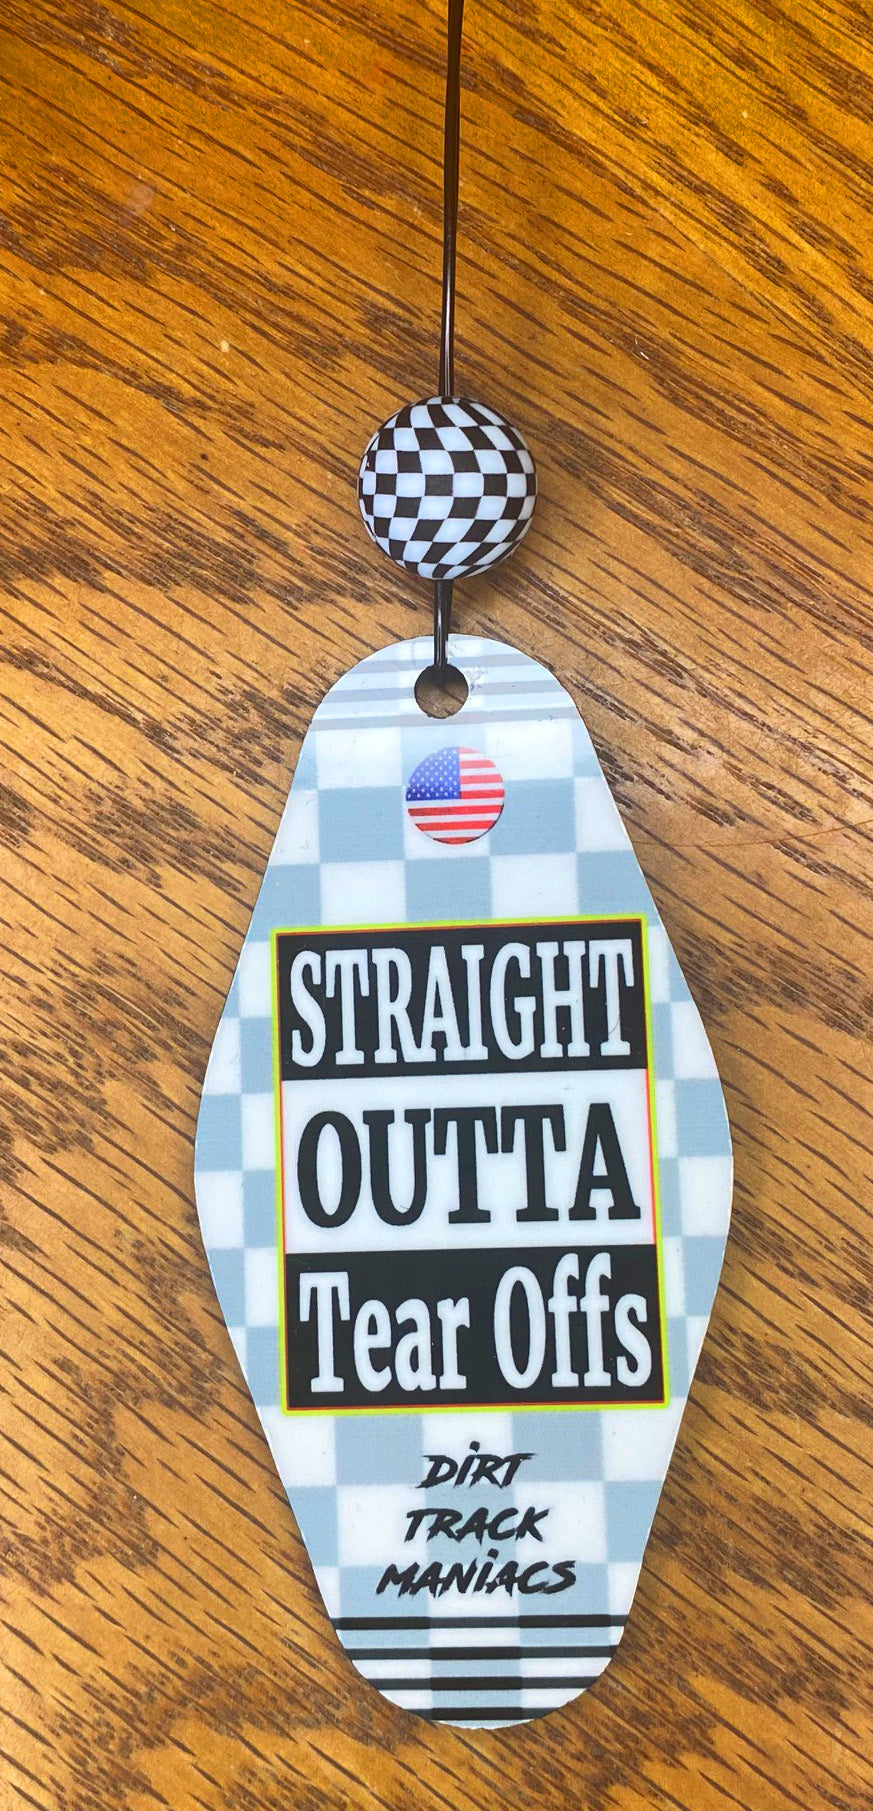 STRAIGHT
OUTTA
Tear Offs
DiRT
TRACK
MANiACS